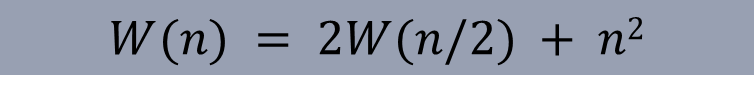 W(n) = 2W(n/2) + n²